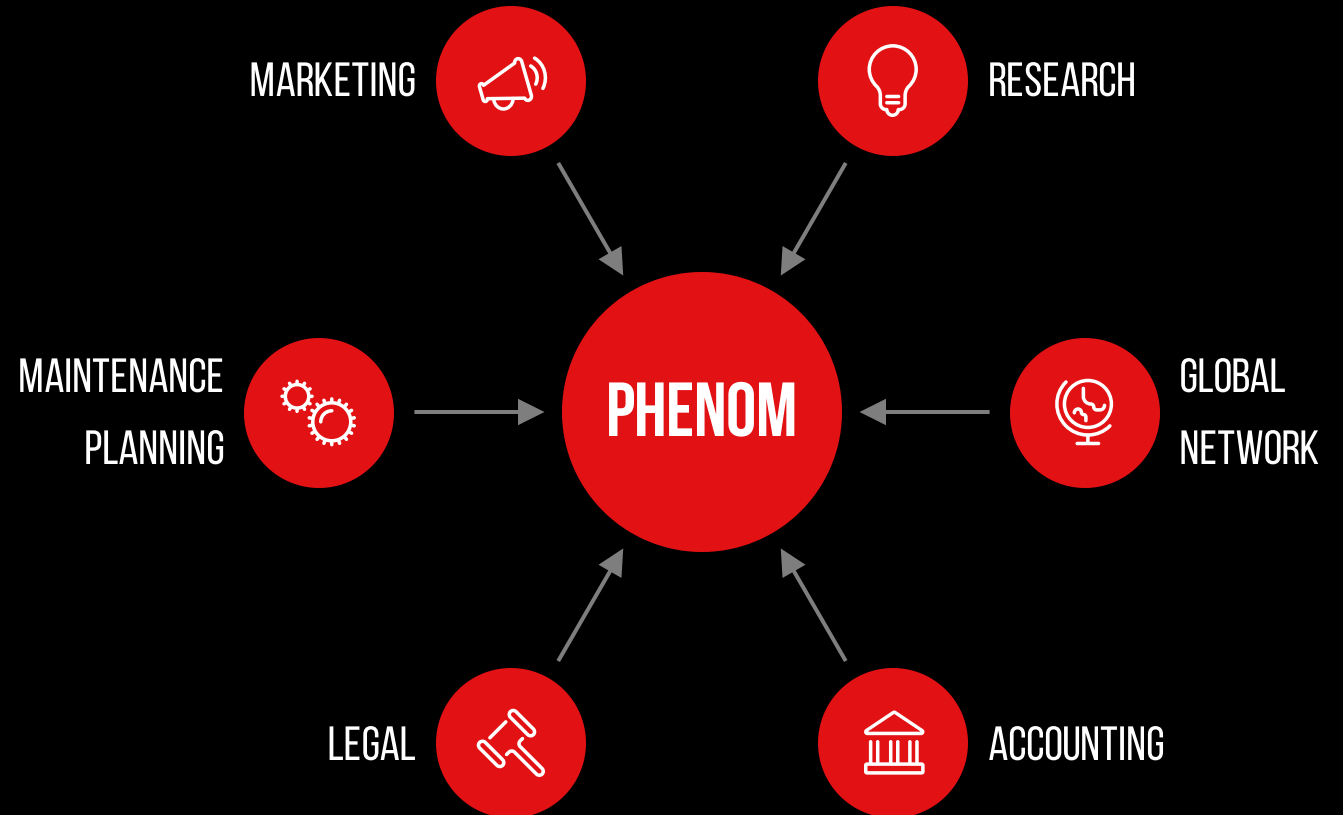 MARKETING
RESEARCH
MAINTENANCE
PLANNING
PHENOM
GLOBAL
NETWORK
LEGAL
ACCOUNTING